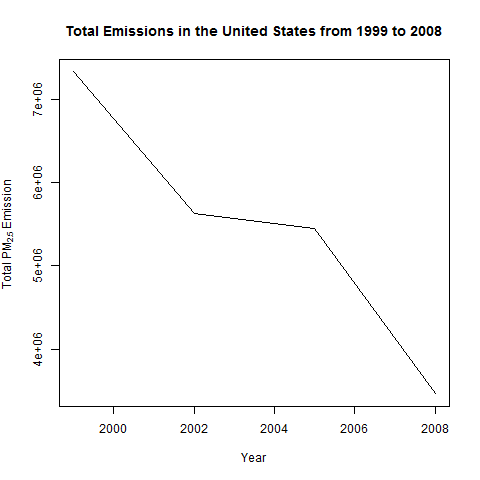 Total Emissions in the United States from 1999 to 2008
7e+06
6e+06
5e+06
4e+06
Total PM2.5 Emission
2000 2002 2004 2006 2008
Year